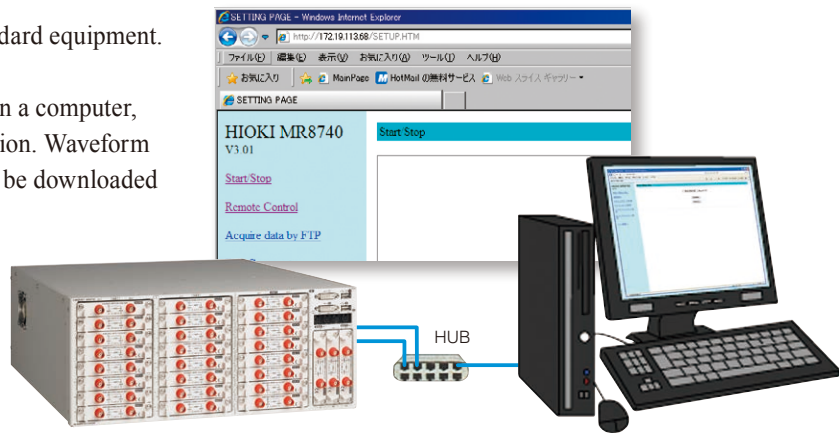 dard equipment.
n a computer,
ion. Waveform
be downloaded
SETTING PAGE - Windows Internet Explorer
http://172.19.113.68/SETUP.HTM
ファイル(F) 編集(E) 表示(V) お気に入り(A) ツール(T) ヘルプ(H)
お気に入り MainPage HotMail の無料サービス Web スライス ギャラリー
SETTING PAGE
HIOKI MR8740
V3.01
Start/Stop
Start/Stop
Remote Control
Acquire data by FTP
HUB